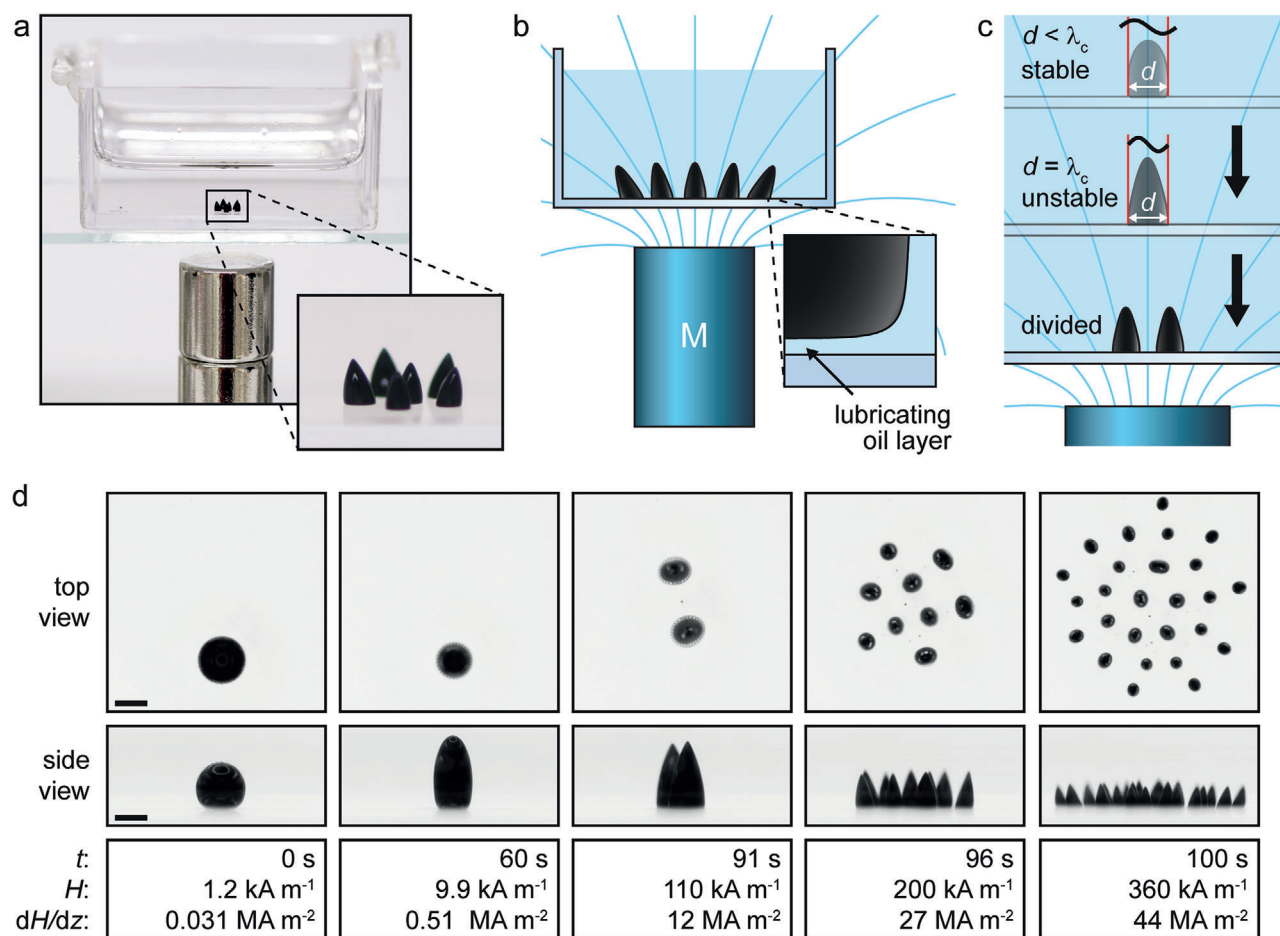 a
b
c
d < λc
stable
d
d = λc
unstable
d
divided
M
lubricating
oil layer
d
top
view
side
view
t:
0 s
60 s
91 s
96 s
100 s
H:
1.2 kA m⁻¹
9.9 kA m⁻¹
110 kA m⁻¹
200 kA m⁻¹
360 kA m⁻¹
dH/dz:
0.031 MA m⁻²
0.51 MA m⁻²
12 MA m⁻²
27 MA m⁻²
44 MA m⁻²